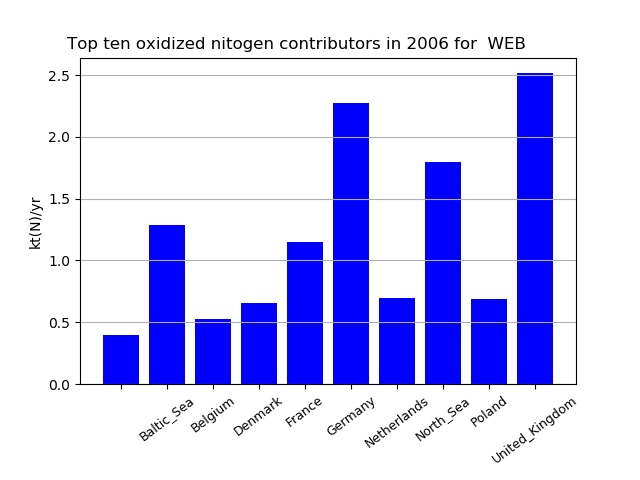 Top ten oxidized nitogen contributors in 2006 for  WEB
kt(N)/yr
2.5
2.0
1.5
1.0
0.5
0.0
Baltic_Sea
Belgium
Denmark
France
Germany
Netherlands
North_Sea
Poland
United_Kingdom